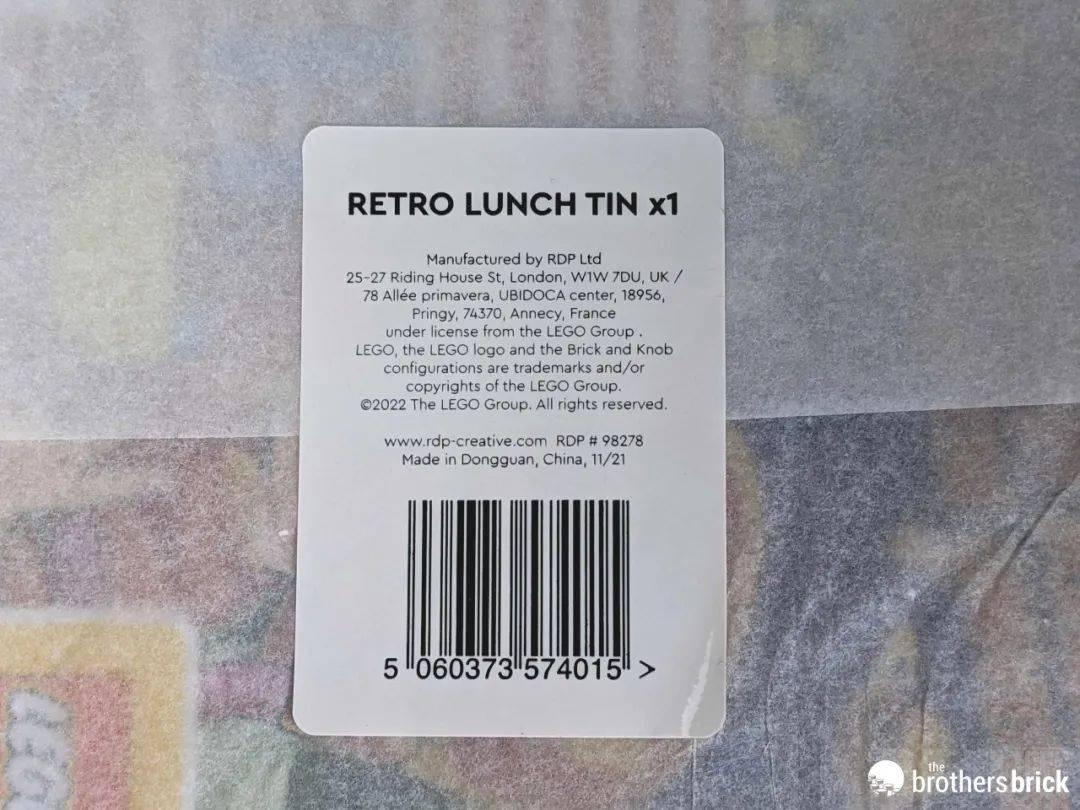 RETRO LUNCH TIN x1
Manufactured by RDP Ltd
25-27 Riding House St, London, W1W 7DU, UK /
78 Allée primavera, UBIDOCA center, 18956,
Pringy, 74370, Annecy, France
under license from the LEGO Group .
LEGO, the LEGO logo and the Brick and Knob
configurations are trademarks and/or
copyrights of the LEGO Group.
©2022 The LEGO Group. All rights reserved.
www.rdp-creative.com RDP # 98278
Made in Dongguan, China, 11/21
5 060373 574015 >
LEGO
the
brothersbrick